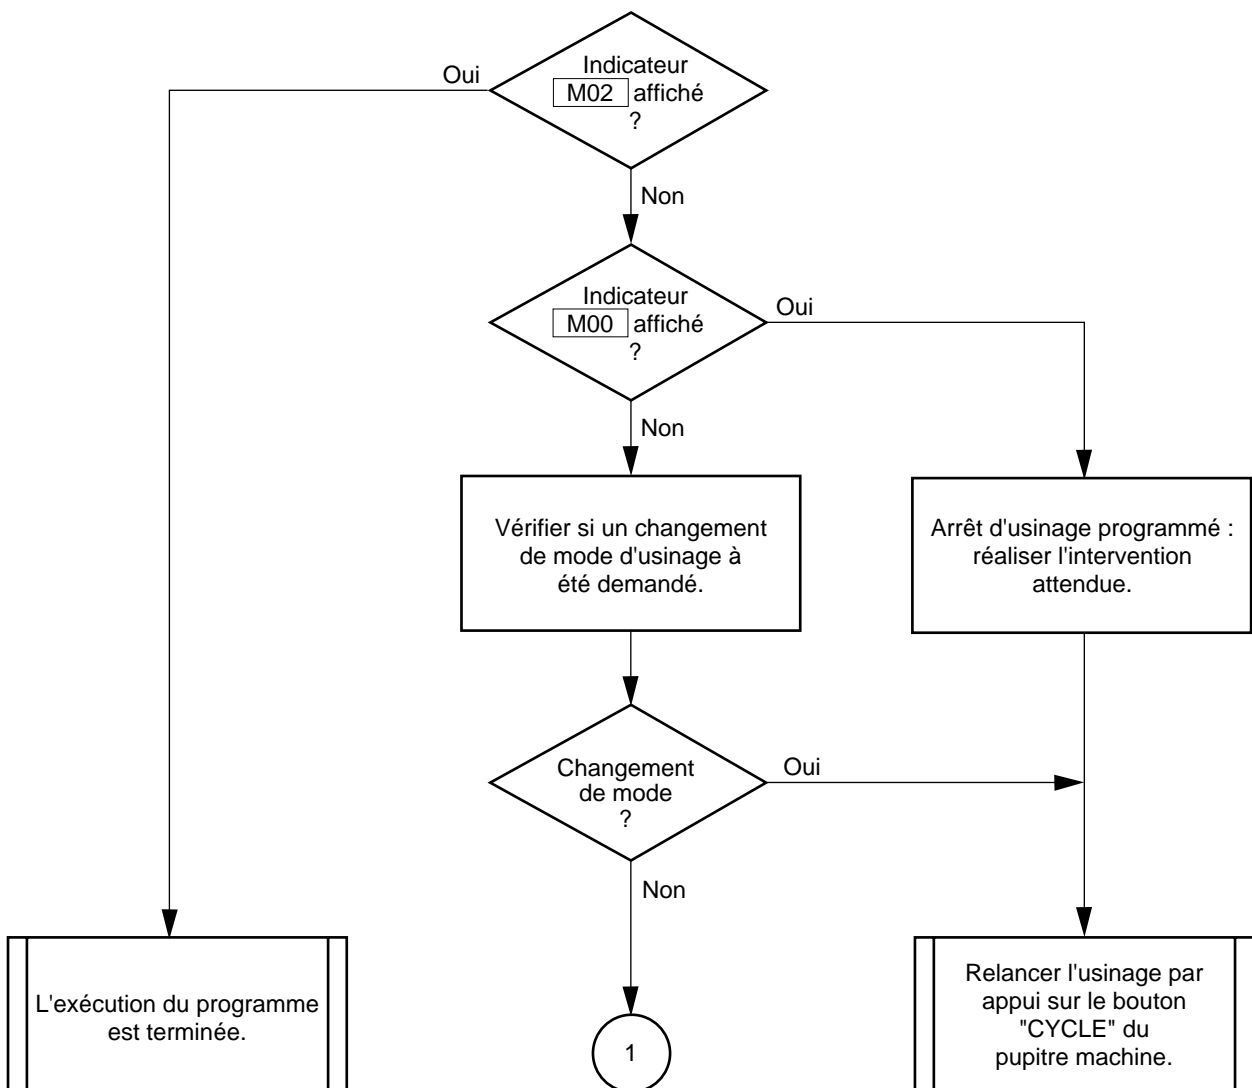 Indicateur
Oui
M02 affiché
?
Non
Indicateur
Oui
M00 affiché
?
Non
Vérifier si un changement
de mode d'usinage à
été demandé.
Arrêt d'usinage programmé :
réaliser l'intervention
attendue.
Changement
de mode
?
Oui
Non
L'exécution du programme
est terminée.
1
Relancer l'usinage par
appui sur le bouton
"CYCLE" du
pupitre machine.